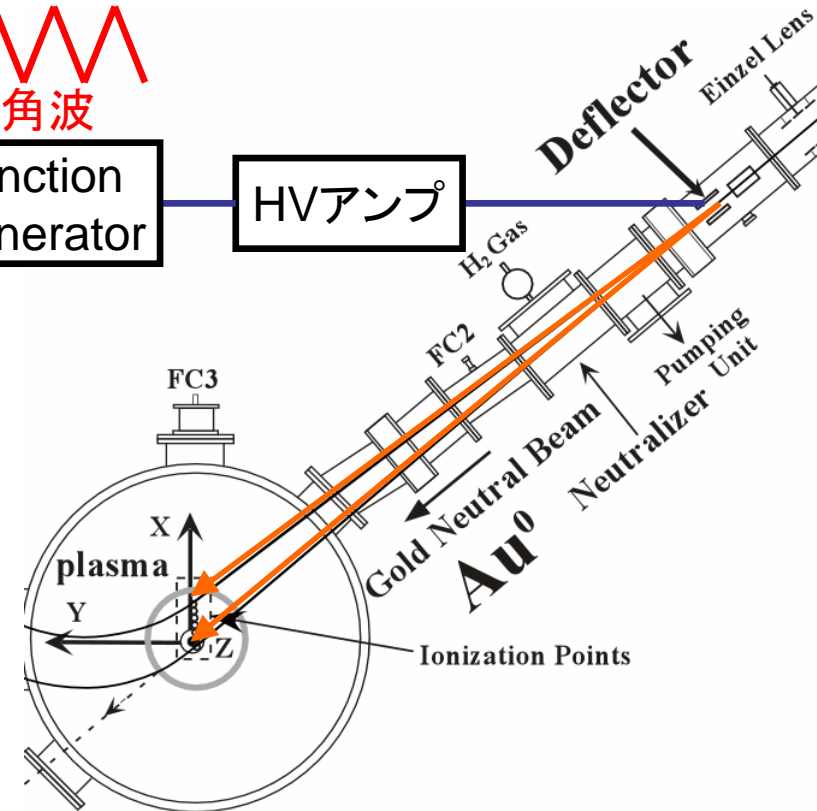 角波
nction
nerator
HVアンプ
Deflector
Einzel Lens
H₂ Gas
FC2
Pumping
Unit
Neutralizer
FC3
Gold Neutral Beam
Au⁰
X
plasma
Y
Z
Ionization Points